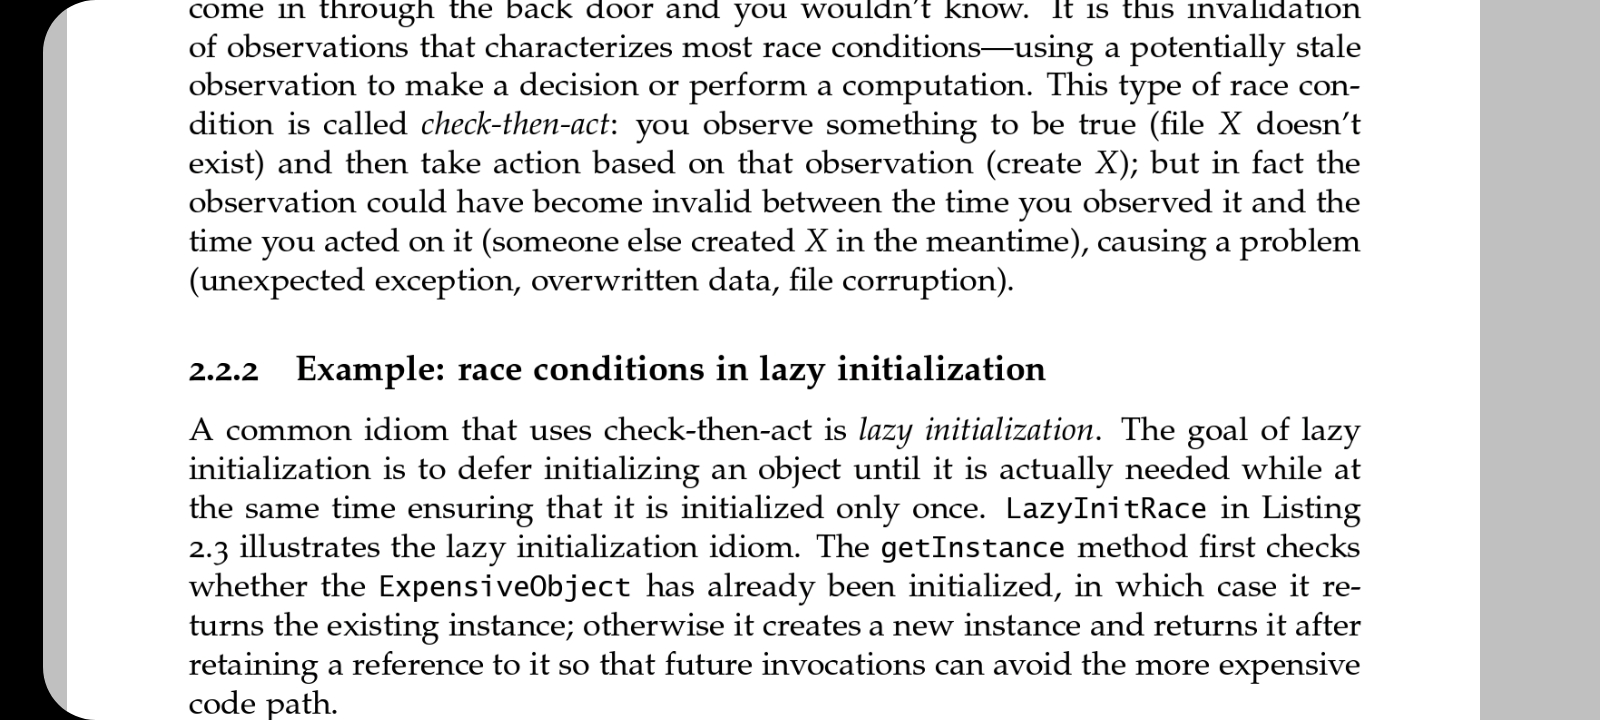 come in through the back door and you wouldn't know. It is this invalidation
of observations that characterizes most race conditions—using a potentially stale
observation to make a decision or perform a computation. This type of race con-
dition is called check-then-act: you observe something to be true (file X doesn't
exist) and then take action based on that observation (create X); but in fact the
observation could have become invalid between the time you observed it and the
time you acted on it (someone else created X in the meantime), causing a problem
(unexpected exception, overwritten data, file corruption).
2.2.2 Example: race conditions in lazy initialization
A common idiom that uses check-then-act is lazy initialization. The goal of lazy
initialization is to defer initializing an object until it is actually needed while at
the same time ensuring that it is initialized only once. LazyInitRace in Listing
2.3 illustrates the lazy initialization idiom. The getInstance method first checks
whether the ExpensiveObject has already been initialized, in which case it re-
turns the existing instance; otherwise it creates a new instance and returns it after
retaining a reference to it so that future invocations can avoid the more expensive
code path.